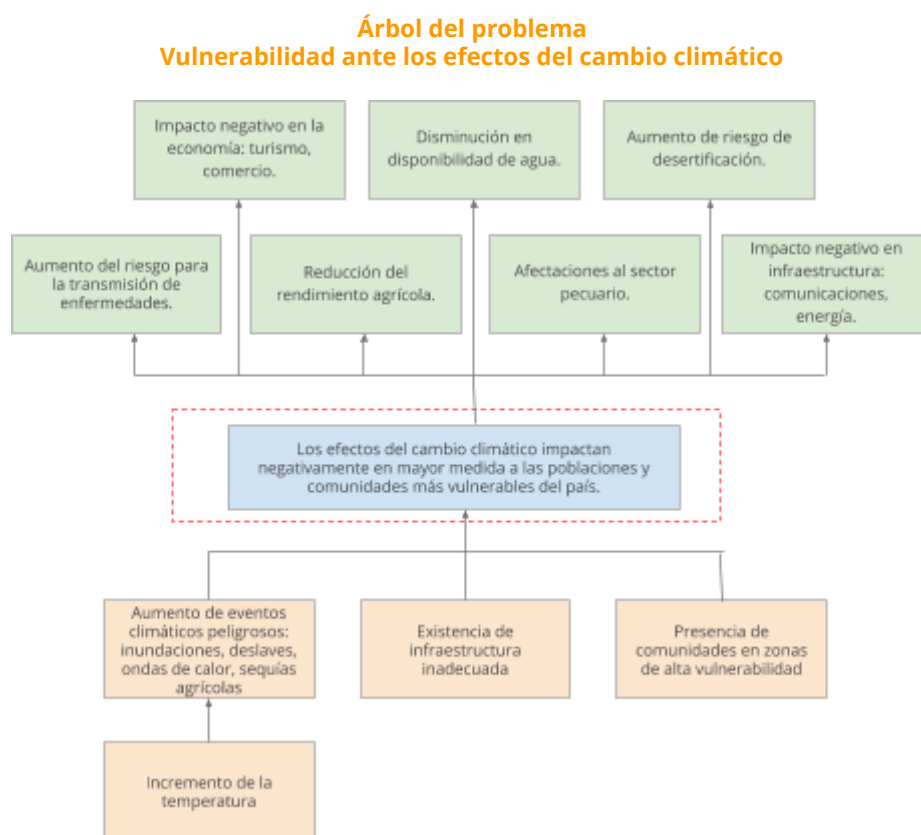 Árbol del problema
Vulnerabilidad ante los efectos del cambio climático
Impacto negativo en la
economía: turismo,
comercio.
Disminución en
disponibilidad de agua.
Aumento de riesgo de
desertificación.
Aumento del riesgo para
la transmisión de
enfermedades.
Reducción del
rendimiento agrícola.
Afectaciones al sector
pecuario.
Impacto negativo en
infraestructura:
comunicaciones,
energía.
Los efectos del cambio climático impactan
negativamente en mayor medida a las poblaciones y
comunidades más vulnerables del país.
Aumento de eventos
climáticos peligrosos:
inundaciones, deslaves,
ondas de calor, sequías
agrícolas
Existencia de
infraestructura
inadecuada
Presencia de
comunidades en zonas
de alta vulnerabilidad
Incremento de la
temperatura